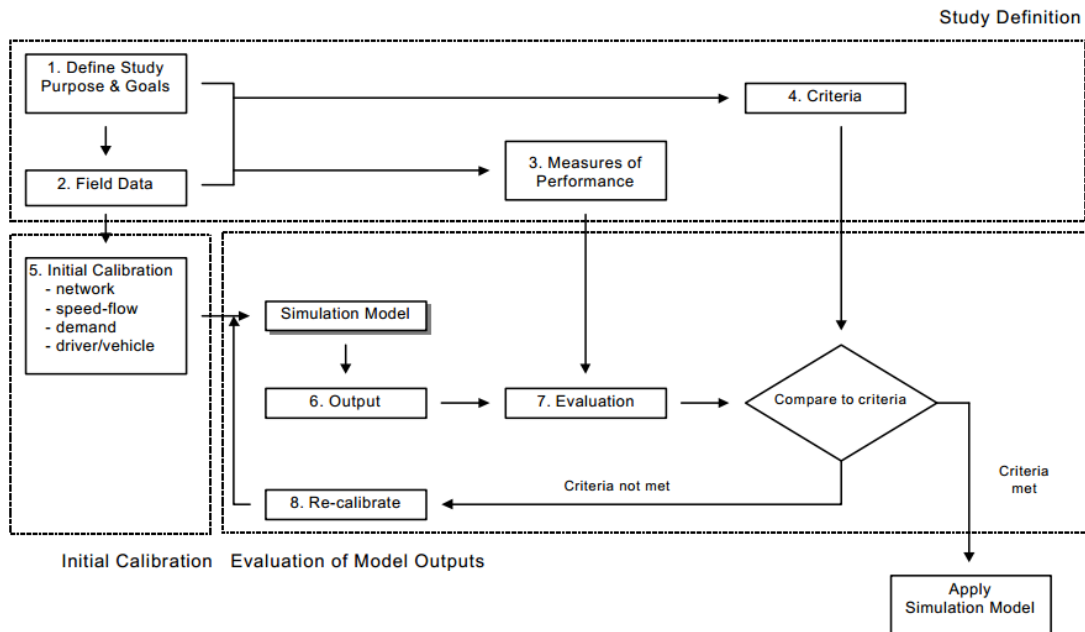 Study Definition
1. Define Study
Purpose & Goals
4. Criteria
3. Measures of
Performance
2. Field Data
5. Initial Calibration
- network
- speed-flow
- demand
- driver/vehicle
Simulation Model
6. Output
7. Evaluation
Compare to criteria
Criteria not met
Criteria
met
8. Re-calibrate
Initial Calibration
Evaluation of Model Outputs
Apply
Simulation Model